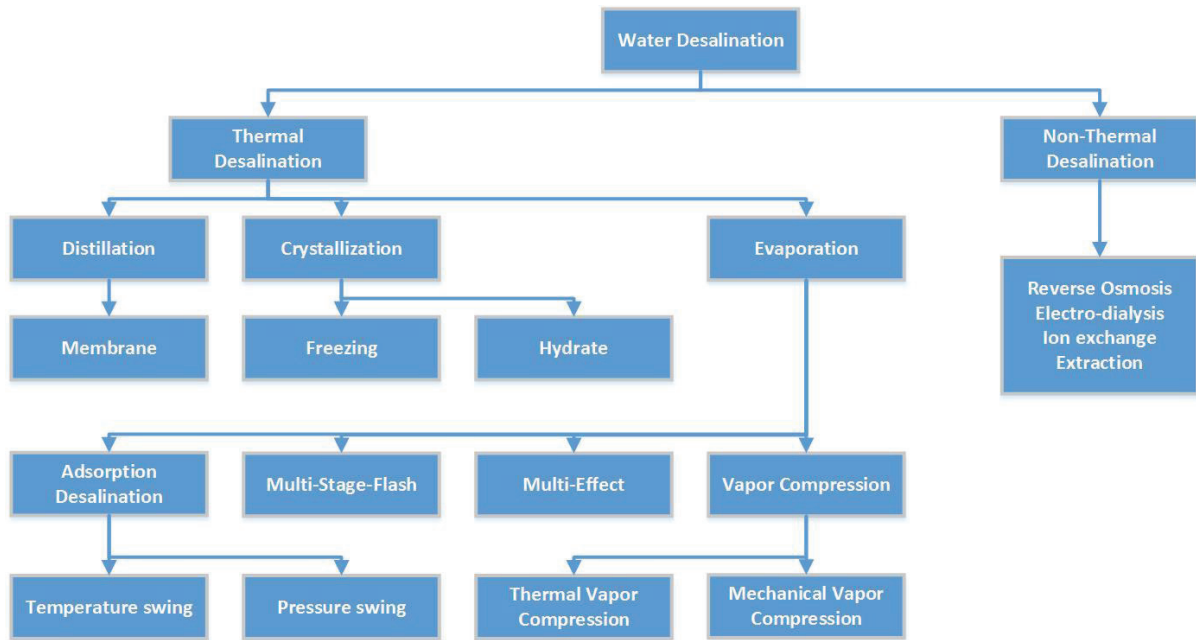 Water Desalination
Thermal
Desalination
Non-Thermal
Desalination
Distillation
Crystallization
Evaporation
Reverse Osmosis
Electro-dialysis
Ion exchange
Extraction
Membrane
Freezing
Hydrate
Adsorption
Desalination
Multi-Stage-Flash
Multi-Effect
Vapor Compression
Temperature swing
Pressure swing
Thermal Vapor
Compression
Mechanical Vapor
Compression